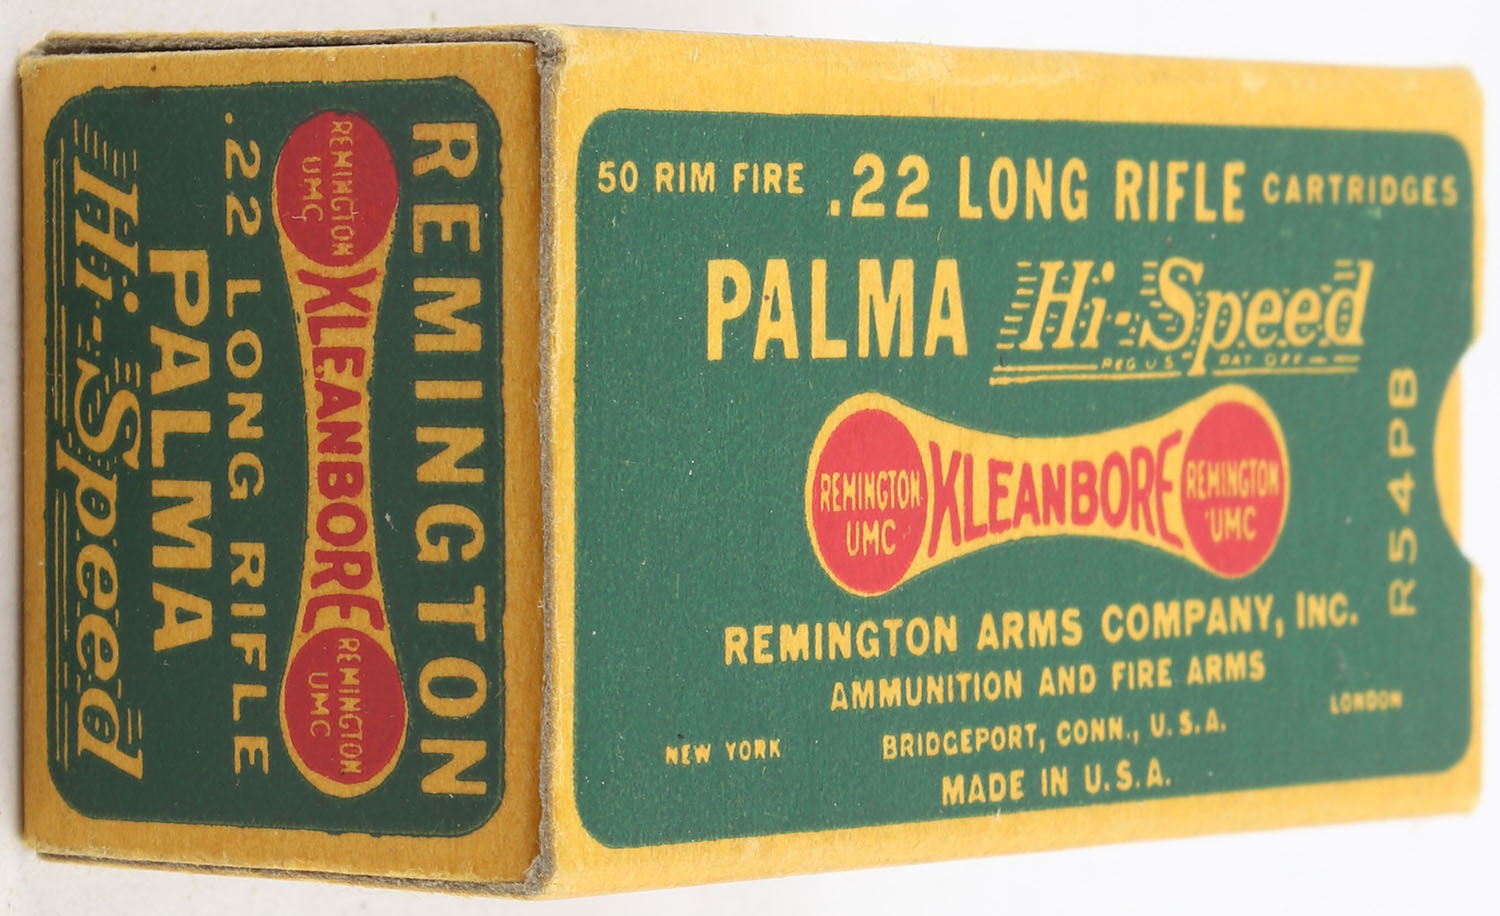 REMINGTON
REMINGTON
UMC
KLEANBORE
REMINGTON
UMC
.22 LONG RIFLE
PALMA
Hi-Speed
50 RIM FIRE .22 LONG RIFLE CARTRIDGES
PALMA Hi-Speed
REG US PAT OFF
REMINGTON
UMC
KLEANBORE
REMINGTON
UMC
R54PB
REMINGTON ARMS COMPANY, INC.
AMMUNITION AND FIRE ARMS
NEW YORK BRIDGEPORT, CONN., U.S.A. LONDON
MADE IN U.S.A.